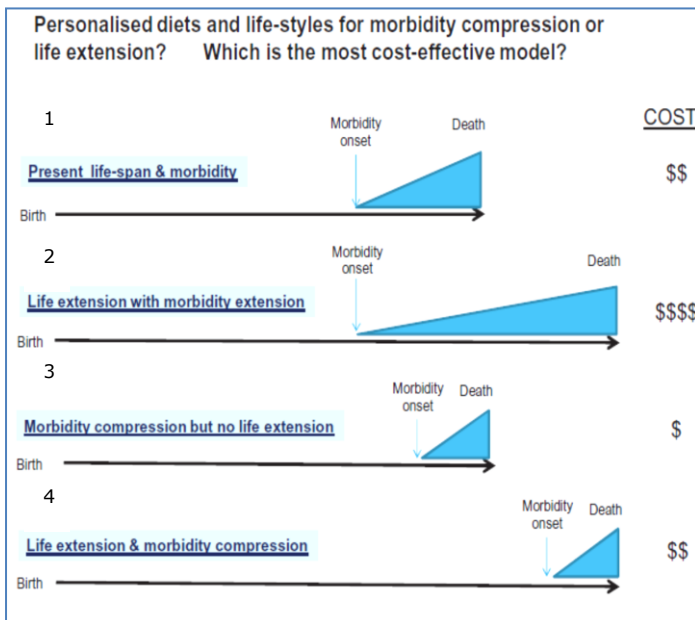 Personalised diets and life-styles for morbidity compression or
life extension? Which is the most cost-effective model?
1
Morbidity
onset
Death
COST
Present life-span & morbidity
$$
Birth
2
Morbidity
onset
Death
Life extension with morbidity extension
$$$$
Birth
3
Morbidity
onset
Death
Morbidity compression but no life extension
$
Birth
4
Morbidity
onset
Death
Life extension & morbidity compression
$$
Birth